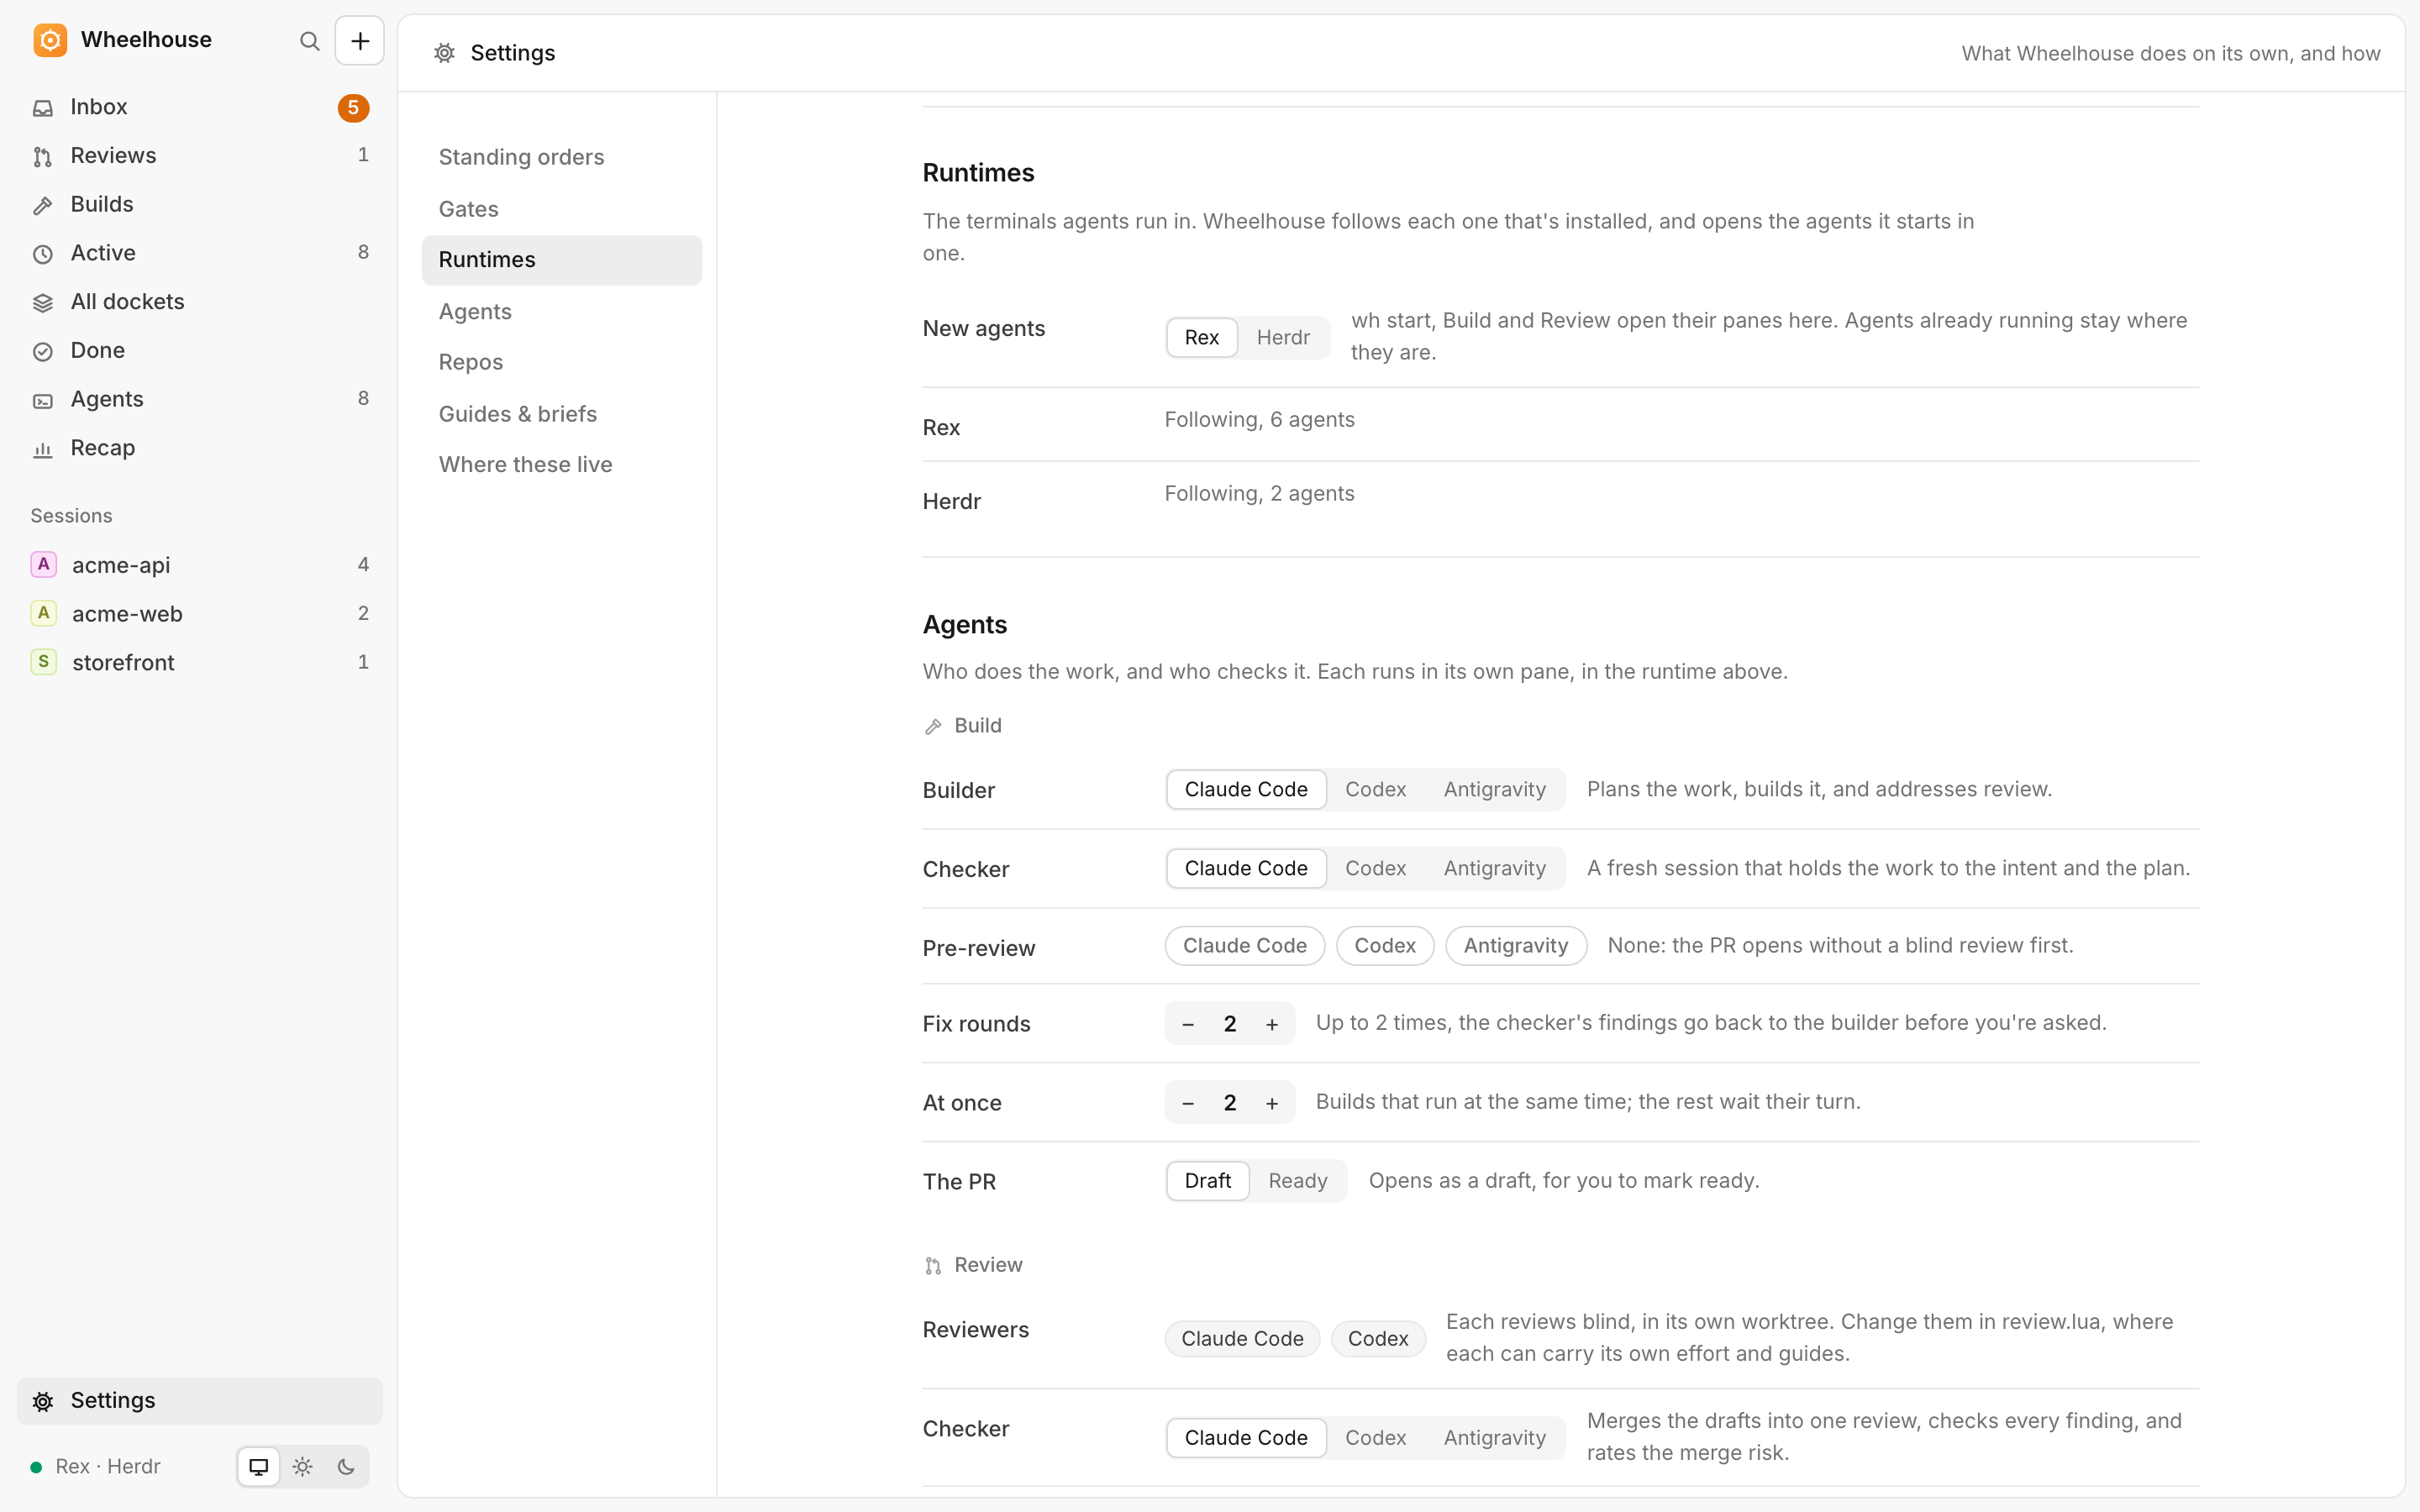 Wheelhouse
Inbox 5
Reviews 1
Builds
Active 8
All dockets
Done
Agents 8
Recap
Sessions
A acme-api 4
A acme-web 2
S storefront 1
Settings
Rex · Herdr
Settings
What Wheelhouse does on its own, and how
Standing orders
Gates
Runtimes
Agents
Repos
Guides & briefs
Where these live
Runtimes
The terminals agents run in. Wheelhouse follows each one that's installed, and opens the agents it starts in
one.
New agents Rex Herdr wh start, Build and Review open their panes here. Agents already running stay where
they are.
Rex Following, 6 agents
Herdr Following, 2 agents
Agents
Who does the work, and who checks it. Each runs in its own pane, in the runtime above.
Build
Builder Claude Code Codex Antigravity Plans the work, builds it, and addresses review.
Checker Claude Code Codex Antigravity A fresh session that holds the work to the intent and the plan.
Pre-review Claude Code Codex Antigravity None: the PR opens without a blind review first.
Fix rounds − 2 + Up to 2 times, the checker's findings go back to the builder before you're asked.
At once − 2 + Builds that run at the same time; the rest wait their turn.
The PR Draft Ready Opens as a draft, for you to mark ready.
Review
Reviewers Claude Code Codex Each reviews blind, in its own worktree. Change them in review.lua, where
each can carry its own effort and guides.
Checker Claude Code Codex Antigravity Merges the drafts into one review, checks every finding, and
rates the merge risk.